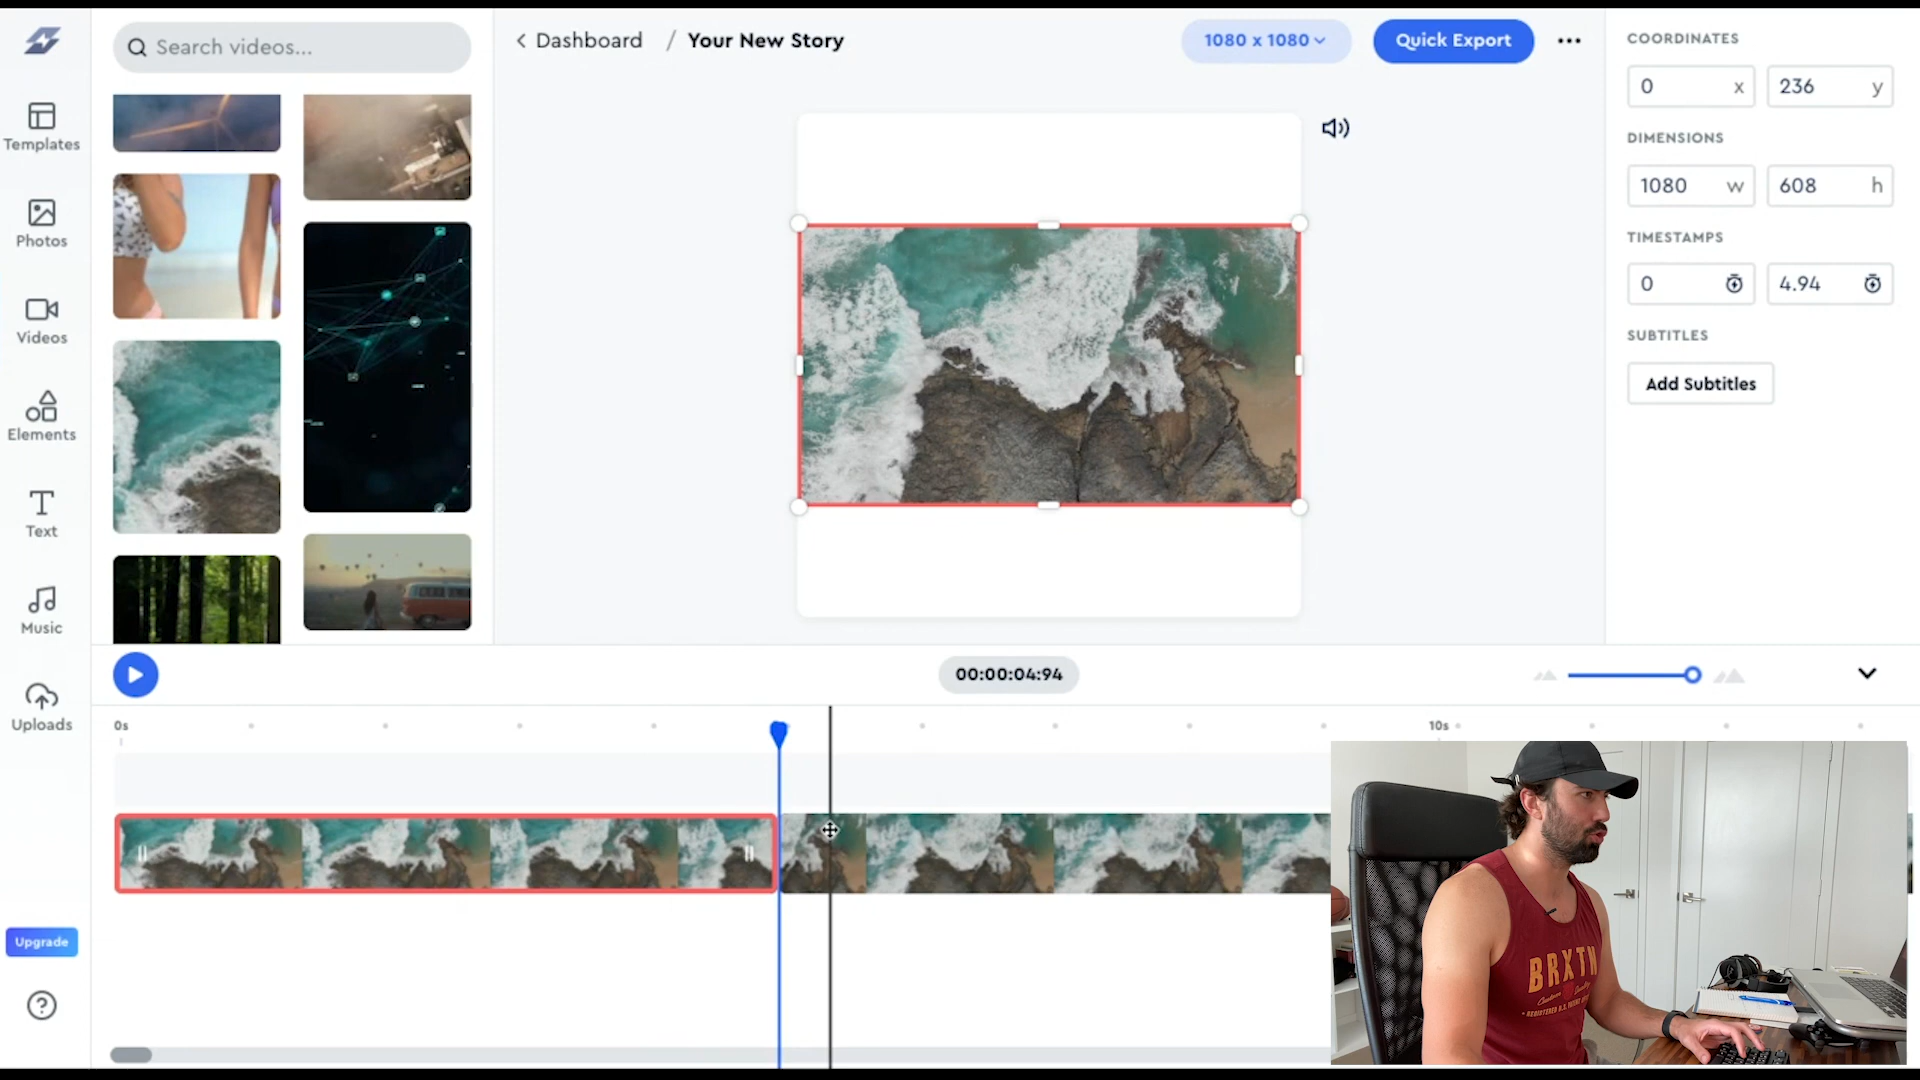 Search videos...
Dashboard / Your New Story
1080 x 1080
Quick Export
Templates
Photos
Videos
Elements
Text
Music
Uploads
Upgrade
COORDINATES
0 x
236 y
DIMENSIONS
1080 w
608 h
TIMESTAMPS
0
4.94
SUBTITLES
Add Subtitles
00:00:04:94
0s
10s
BRXTN